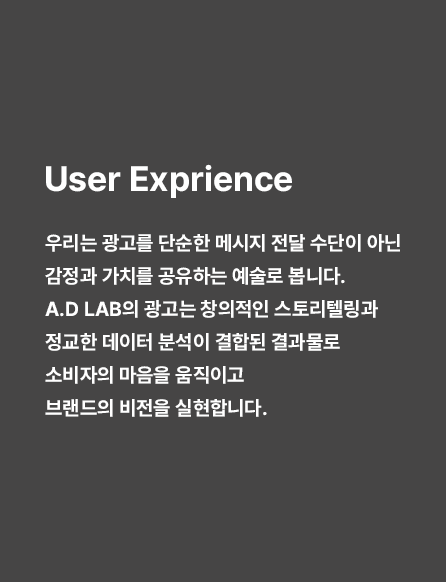 User Exprience
우리는 광고를 단순한 메시지 전달 수단이 아닌
감정과 가치를 공유하는 예술로 봅니다.
A.D LAB의 광고는 창의적인 스토리텔링과
정교한 데이터 분석이 결합된 결과물로
소비자의 마음을 움직이고
브랜드의 비전을 실현합니다.